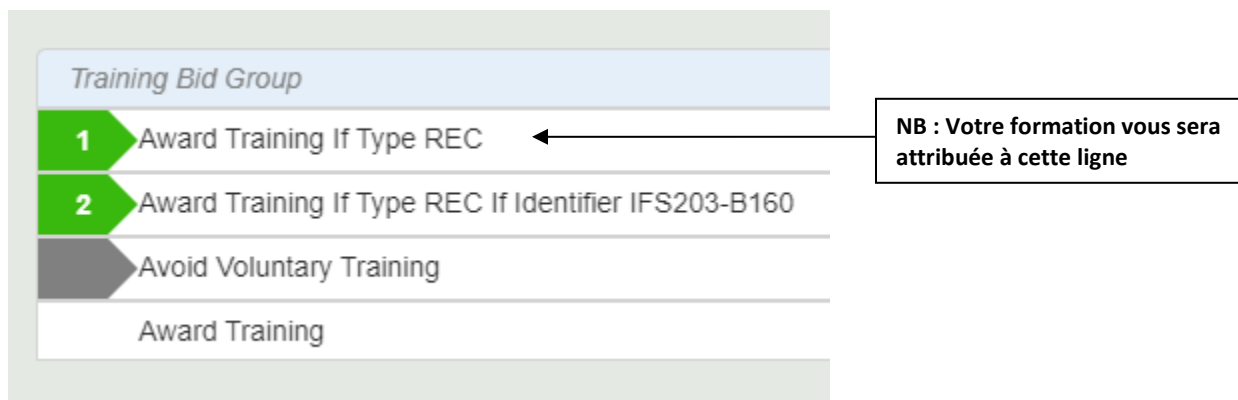 Training Bid Group
1 Award Training If Type REC
NB : Votre formation vous sera
attribuée à cette ligne
2 Award Training If Type REC If Identifier IFS203-B160
Avoid Voluntary Training
Award Training